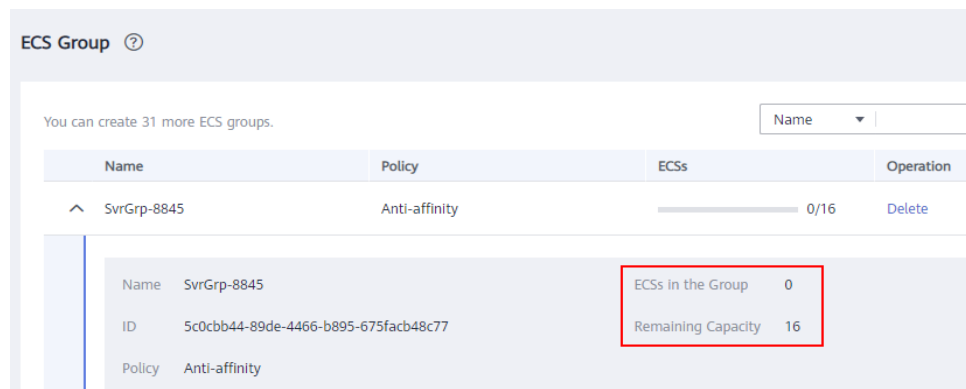 ECS Group ?
You can create 31 more ECS groups.
Name
Name Policy ECSs Operation
SvrGrp-8845 Anti-affinity 0/16 Delete
Name SvrGrp-8845 ECSs in the Group 0
ID 5c0cbb44-89de-4466-b895-675facb48c77 Remaining Capacity 16
Policy Anti-affinity